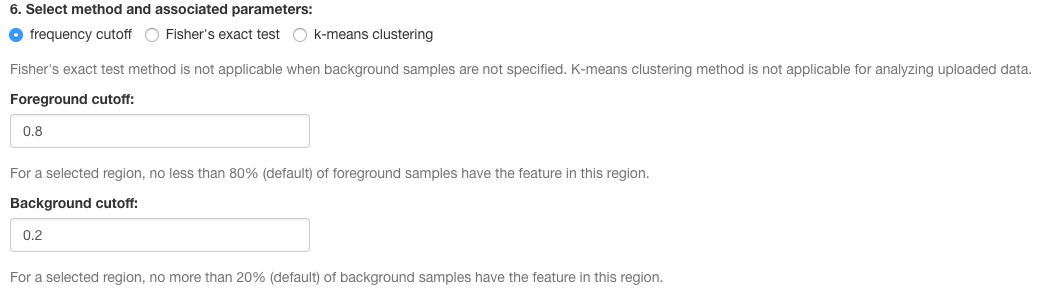 6. Select method and associated parameters:
frequency cutoff Fisher's exact test k-means clustering
Fisher's exact test method is not applicable when background samples are not specified. K-means clustering method is not applicable for analyzing uploaded data.
Foreground cutoff:
0.8
For a selected region, no less than 80% (default) of foreground samples have the feature in this region.
Background cutoff:
0.2
For a selected region, no more than 20% (default) of background samples have the feature in this region.